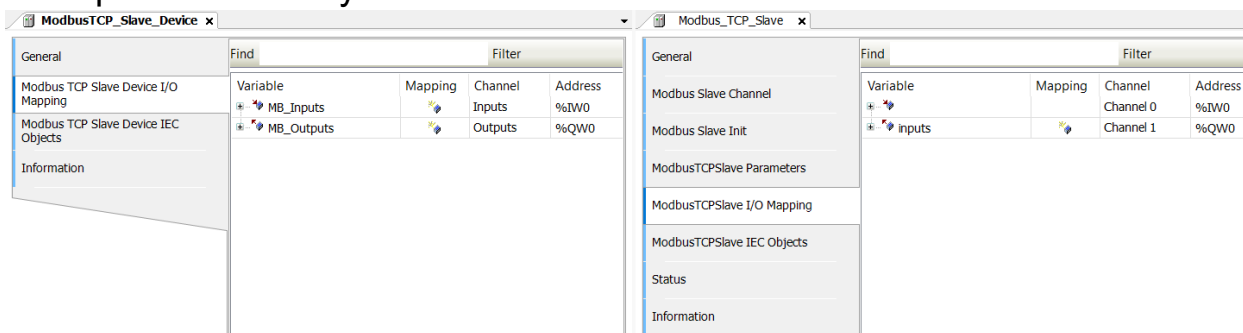 ModbusTCP_Slave_Device x
General
Modbus TCP Slave Device I/O
Mapping
Modbus TCP Slave Device IEC
Objects
Information
Find Filter
Variable Mapping Channel Address
MB_Inputs Inputs %IW0
MB_Outputs Outputs %QW0
Modbus_TCP_Slave x
General
Modbus Slave Channel
Modbus Slave Init
ModbusTCPSlave Parameters
ModbusTCPSlave I/O Mapping
ModbusTCPSlave IEC Objects
Status
Information
Find Filter
Variable Mapping Channel Address
Channel 0 %IW0
inputs Channel 1 %QW0